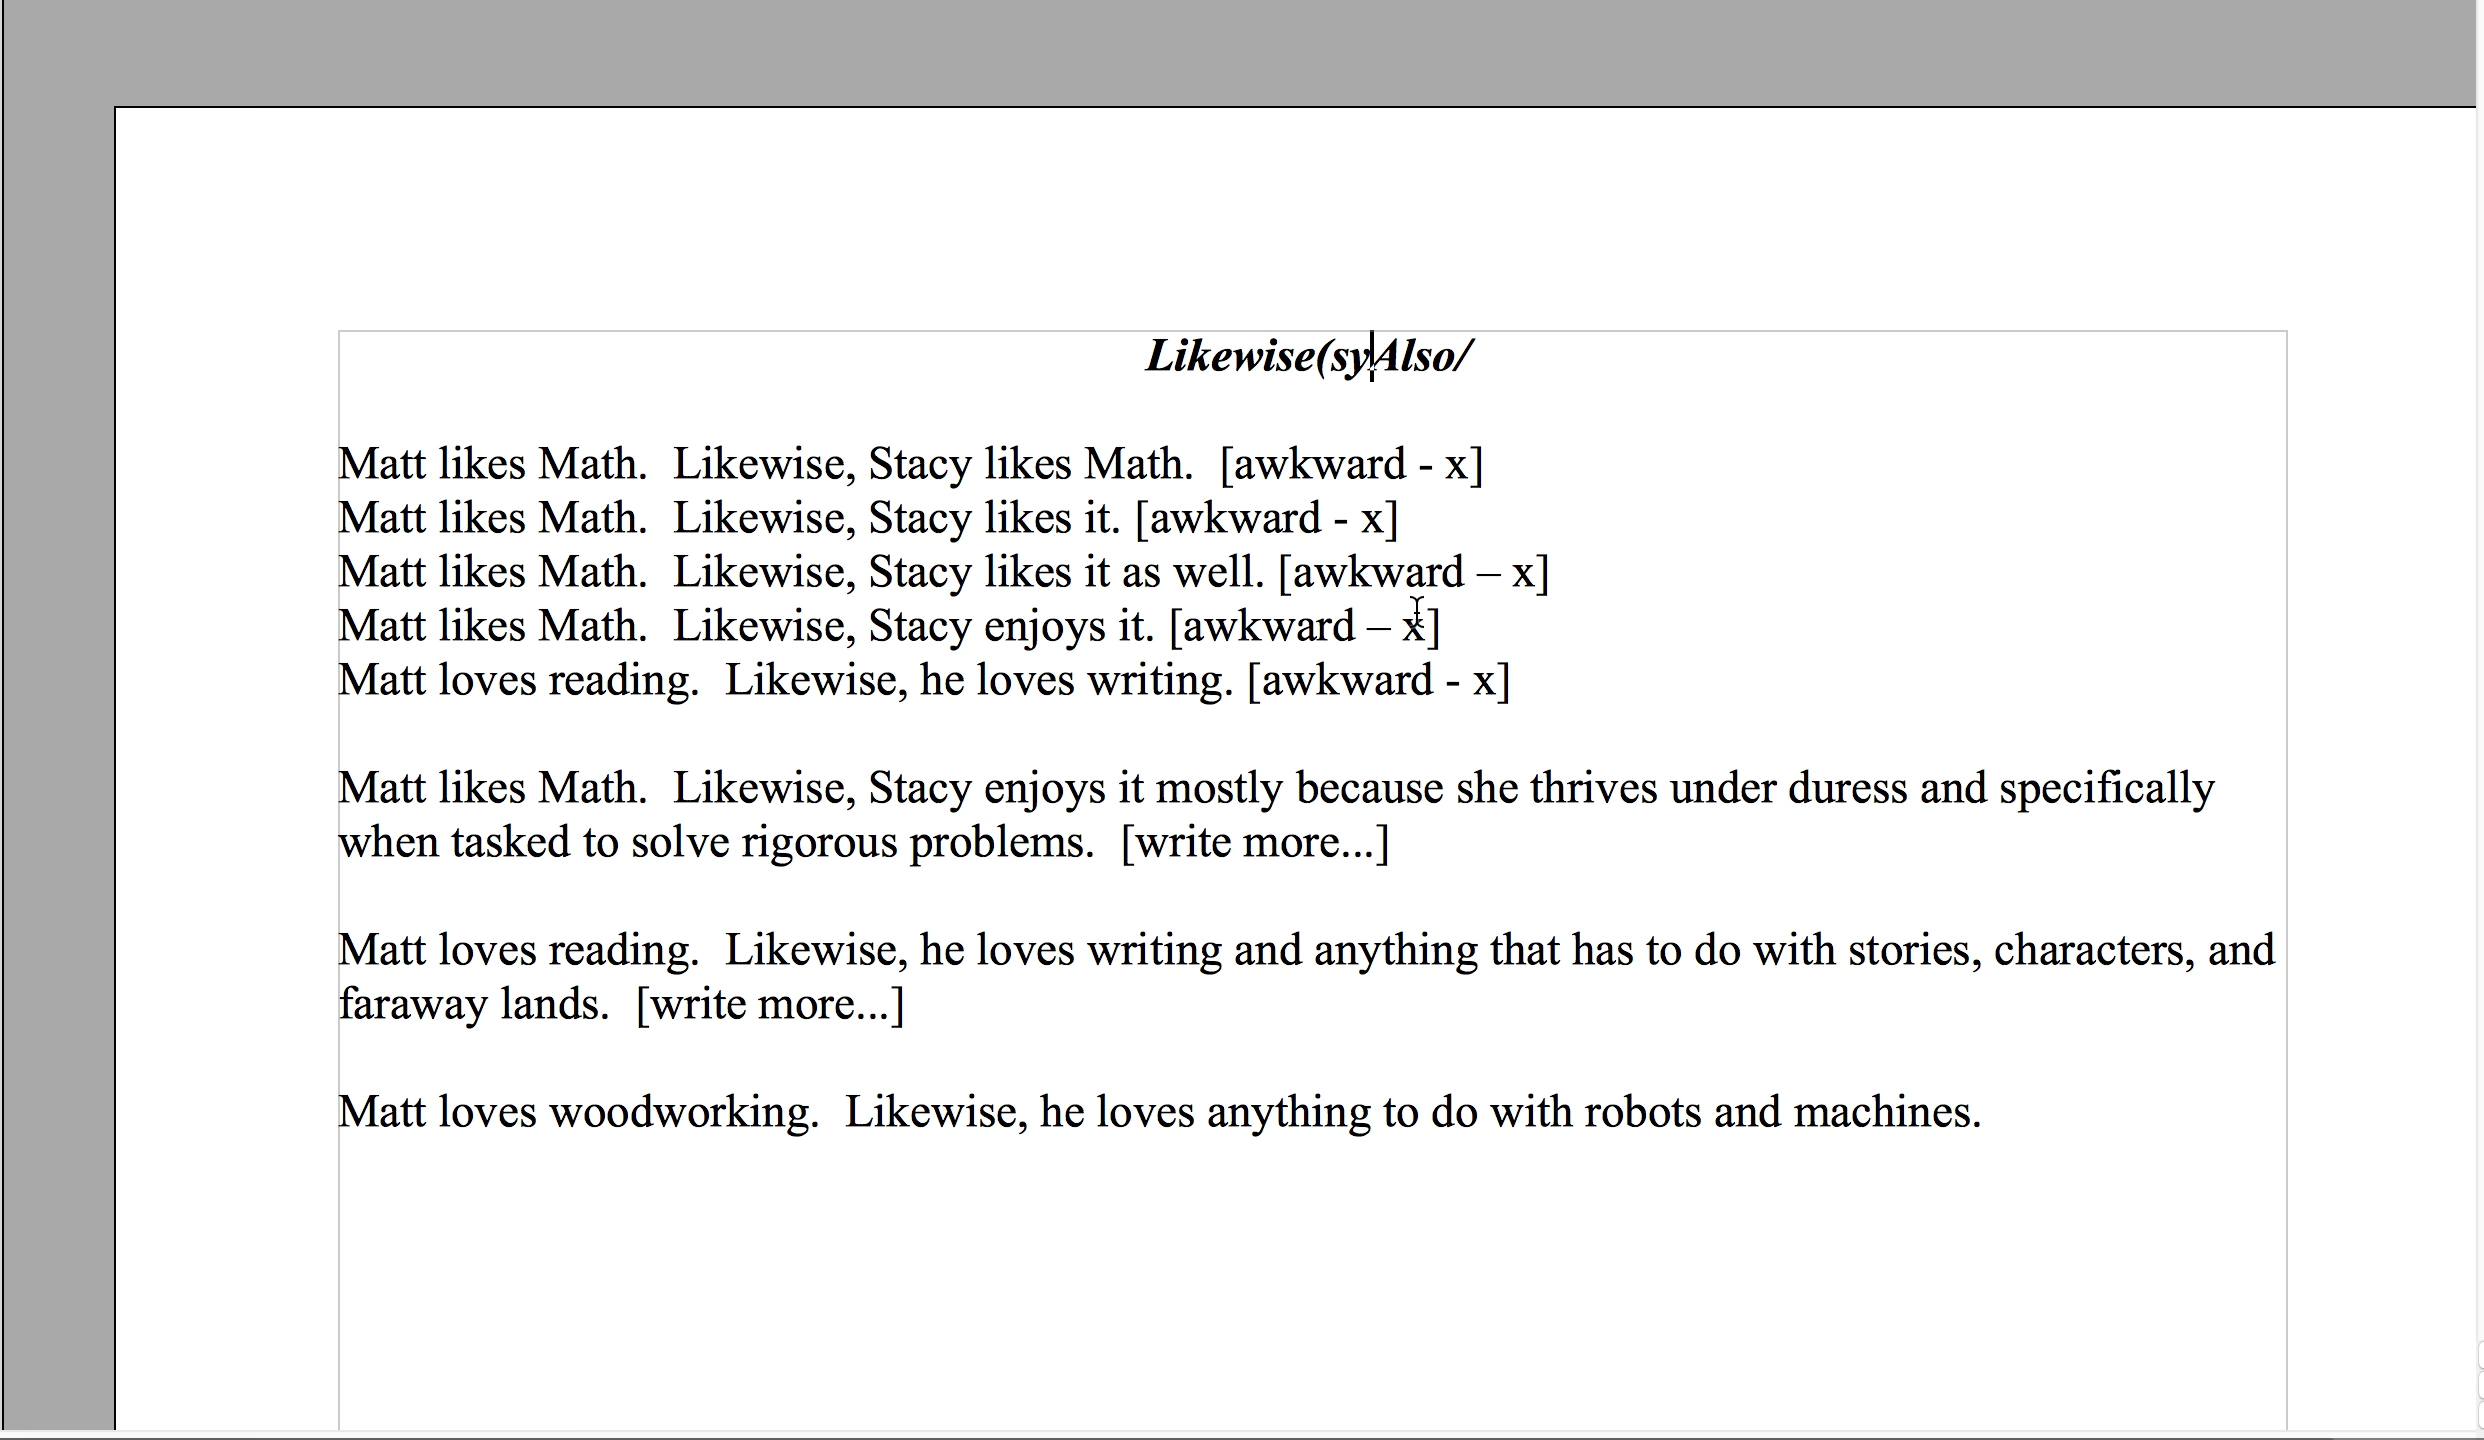 Likewise(syAlso/
Matt likes Math.  Likewise, Stacy likes Math.  [awkward - x]
Matt likes Math.  Likewise, Stacy likes it. [awkward - x]
Matt likes Math.  Likewise, Stacy likes it as well. [awkward – x]
Matt likes Math.  Likewise, Stacy enjoys it. [awkward – x]
Matt loves reading.  Likewise, he loves writing. [awkward - x]
Matt likes Math.  Likewise, Stacy enjoys it mostly because she thrives under duress and specifically
when tasked to solve rigorous problems.  [write more...]
Matt loves reading.  Likewise, he loves writing and anything that has to do with stories, characters, and
faraway lands.  [write more...]
Matt loves woodworking.  Likewise, he loves anything to do with robots and machines.